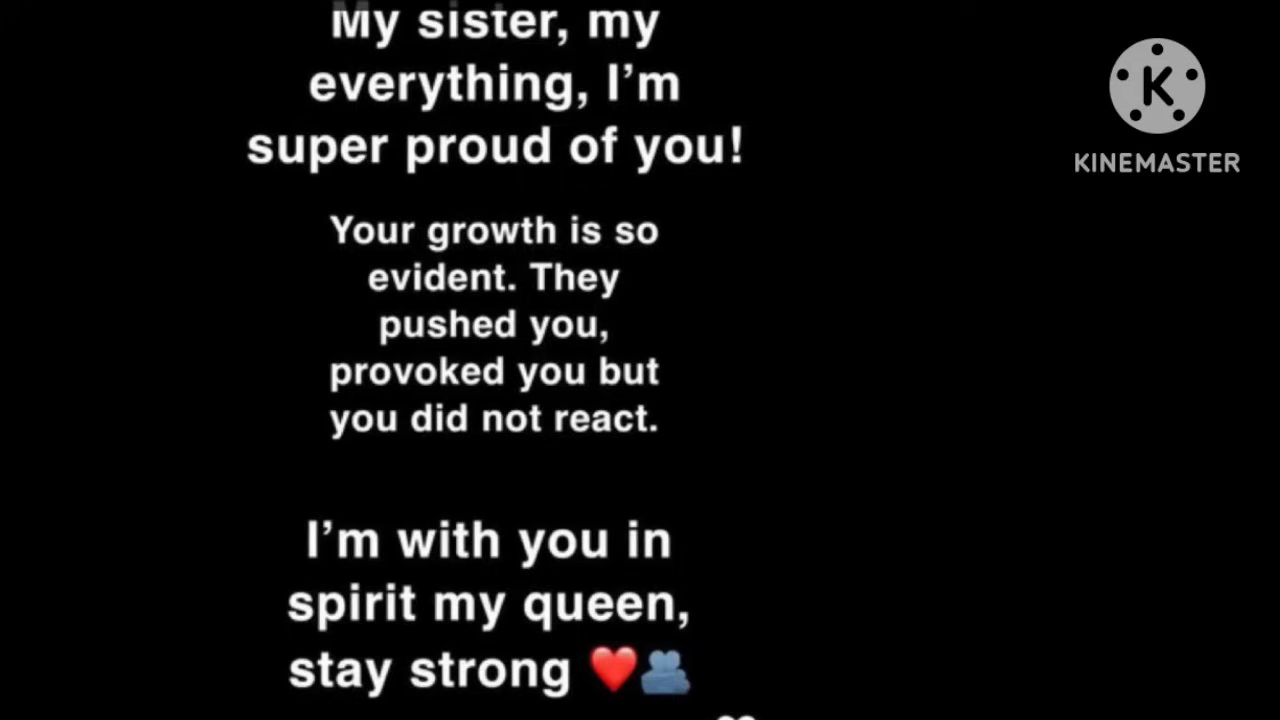 My sister, my
everything, I’m
super proud of you!
Your growth is so
evident. They
pushed you,
provoked you but
you did not react.
I’m with you in
spirit my queen,
stay strong ❤️🫂
K
KINEMASTER